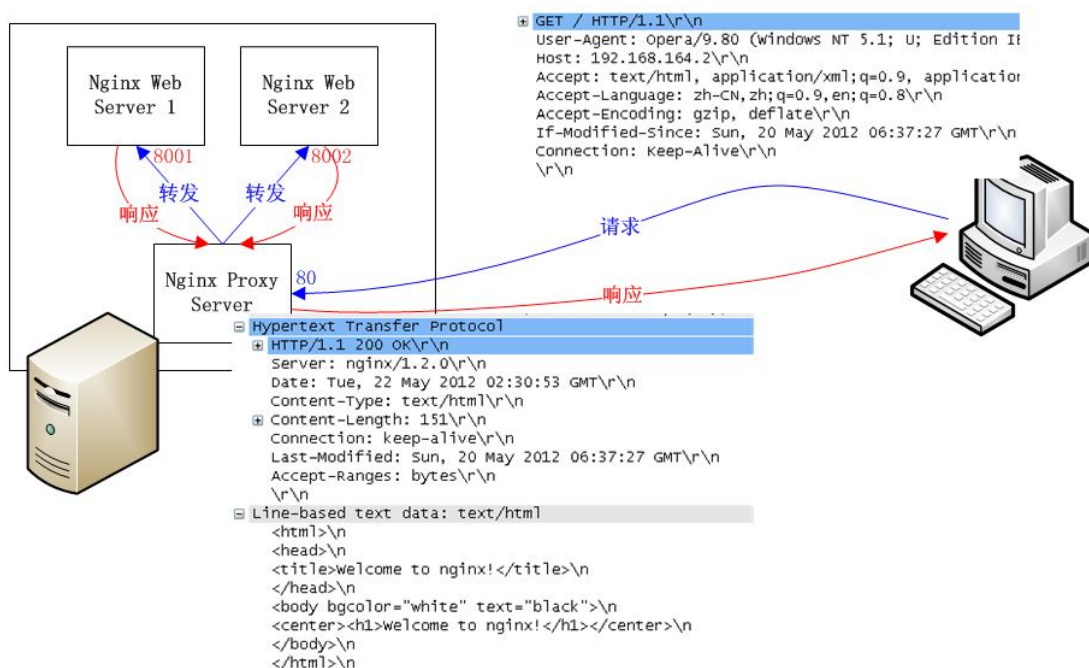 GET / HTTP/1.1\r\n
User-Agent: Opera/9.80 (Windows NT 5.1; U; Edition
Host: 192.168.164.2\r\n
Accept: text/html, application/xml;q=0.9, application
Accept-Language: zh-CN,zh;q=0.9,en;q=0.8\r\n
Accept-Encoding: gzip, deflate\r\n
If-Modified-Since: Sun, 20 May 2012 06:37:27 GMT\r\n
Connection: Keep-Alive\r\n
\r\n
Nginx Web
Server 1
Nginx Web
Server 2
8001
8002
转发
转发
响应
响应
请求
Nginx Proxy
Server
80
响应
Hypertext Transfer Protocol
HTTP/1.1 200 OK\r\n
Server: nginx/1.2.0\r\n
Date: Tue, 22 May 2012 02:30:53 GMT\r\n
Content-Type: text/html\r\n
Content-Length: 151\r\n
Connection: keep-alive\r\n
Last-Modified: Sun, 20 May 2012 06:37:27 GMT\r\n
Accept-Ranges: bytes\r\n
\r\n
Line-based text data: text/html
<html>\n
<head>\n
<title>Welcome to nginx!</title>\n
</head>\n
<body bgcolor="white" text="black">\n
<center><h1>Welcome to nginx!</h1></center>\n
</body>\n
</html>\n